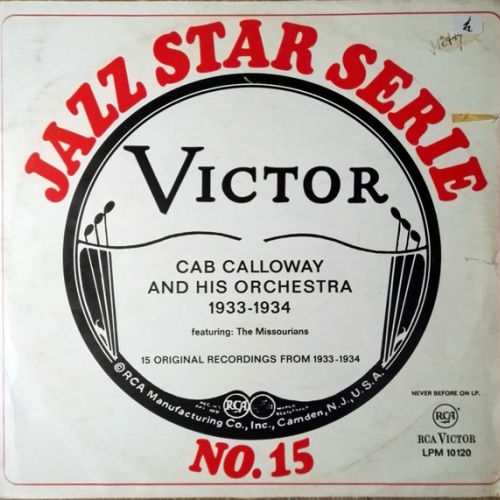 JAZZ STAR SERIE
VICTOR
CAB CALLOWAY
AND HIS ORCHESTRA
1933-1934
featuring: The Missourians
15 ORIGINAL RECORDINGS FROM 1933-1934
RCA
©RCA Manufacturing Co., Inc., Camden, N.J., U.S.A.
NO. 15
NEVER BEFORE ON LP.
RCA
RCA VICTOR
LPM 10120